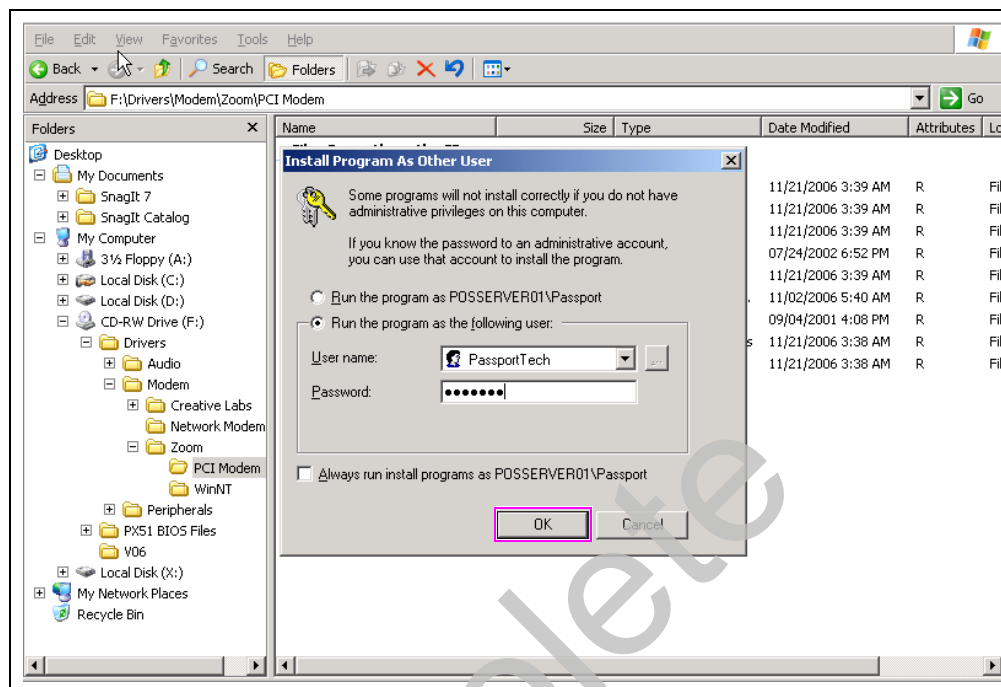 File Edit View Favorites Tools Help
Back Search Folders
Address F:\Drivers\Modem\Zoom\PCI Modem Go
Folders Name Size Type Date Modified Attributes
Desktop
My Documents
SnagIt 7
SnagIt Catalog
My Computer
3½ Floppy (A:)
Local Disk (C:)
Local Disk (D:)
CD-RW Drive (F:)
Drivers
Audio
Modem
Creative Labs
Network Modem
Zoom
PCI Modem
WinNT
Peripherals
PX51 BIOS Files
V06
Local Disk (X:)
My Network Places
Recycle Bin
Install Program As Other User
Some programs will not install correctly if you do not have
administrative privileges on this computer.
If you know the password to an administrative account,
you can use that account to install the program.
Run the program as POSSERVER01\Passport
Run the program as the following user:
User name: PassportTech ...
Password: •••••••
Always run install programs as POSSERVER01\Passport
OK Cancel
11/21/2006 3:39 AM R
11/21/2006 3:39 AM R
11/21/2006 3:39 AM R
07/24/2002 6:52 PM R
11/21/2006 3:39 AM R
11/02/2006 5:40 AM R
09/04/2001 4:08 PM R
11/21/2006 3:38 AM R
11/21/2006 3:38 AM R